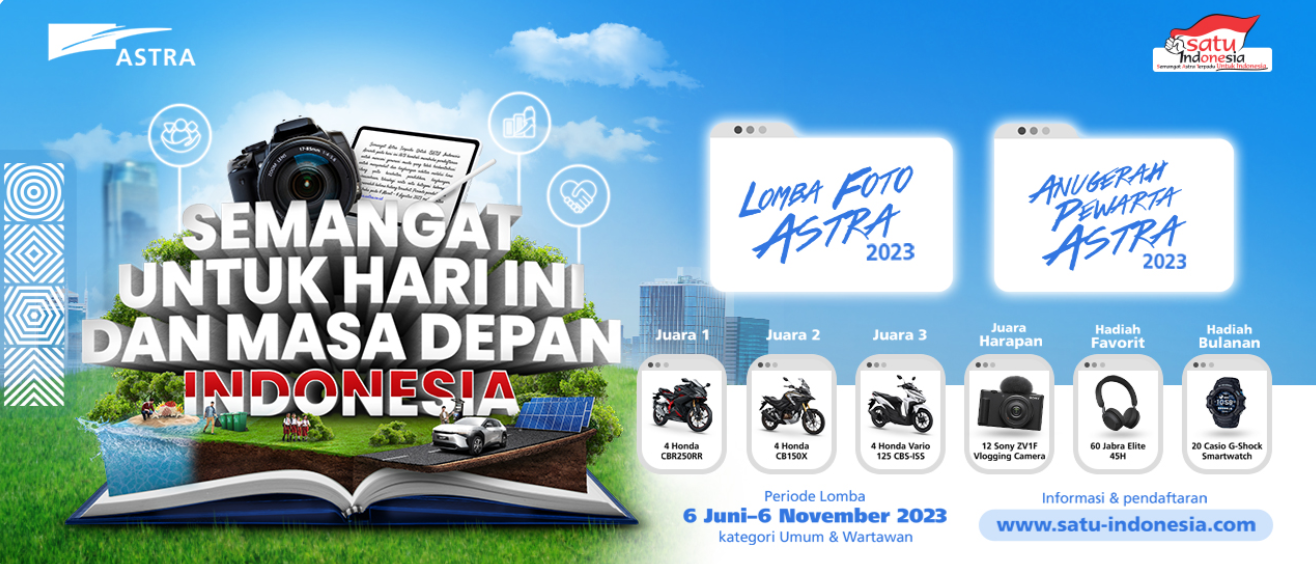 ASTRA
satu
Indonesia
Semangat Astra Terpadu Untuk Indonesia
17-85mm
SEMANGAT
UNTUK HARI INI
DAN MASA DEPAN
INDONESIA
LOMBA FOTO
ASTRA
2023
ANUGERAH
PEWARTA
ASTRA
2023
Juara 1
4 Honda
CBR250RR
Juara 2
4 Honda
CB150X
Juara 3
4 Honda Vario
125 CBS-ISS
Juara
Harapan
12 Sony ZV1F
Vlogging Camera
Hadiah
Favorit
60 Jabra Elite
45H
Hadiah
Bulanan
20 Casio G-Shock
Smartwatch
Periode Lomba
6 Juni–6 November 2023
kategori Umum & Wartawan
Informasi & pendaftaran
www.satu-indonesia.com